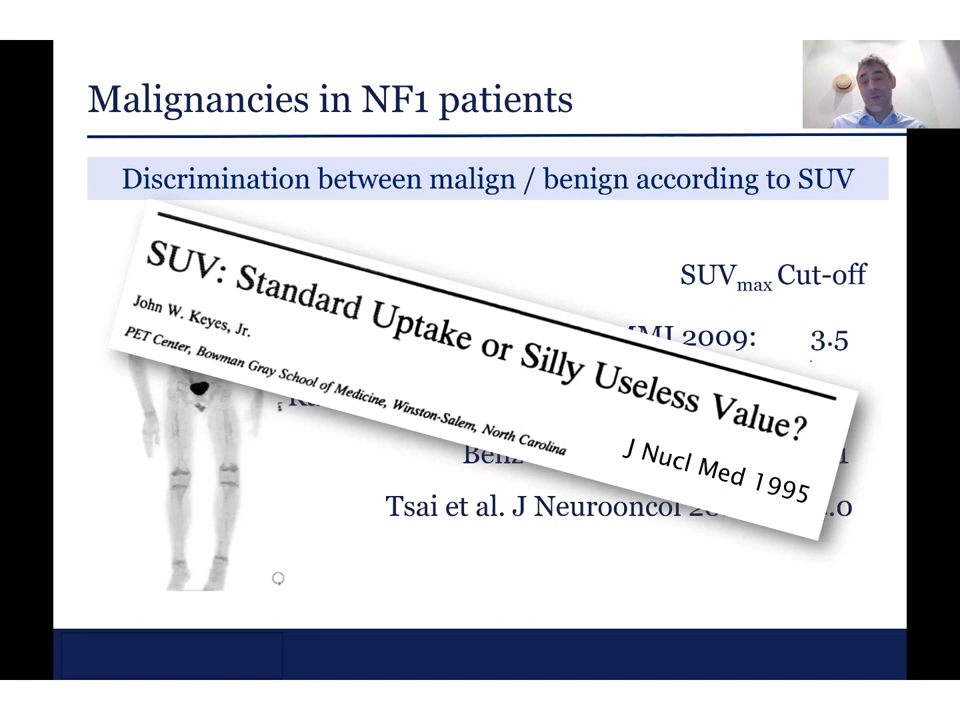 Malignancies in NF1 patients
Discrimination between malign / benign according to SUV
SUVmax Cut-off
2009: 3.5
SUV: Standard Uptake or Silly Useless Value?
John W. Keyes, Jr.
PET Center, Bowman Gray School of Medicine, Winston-Salem, North Carolina
J Nucl Med 1995
Tsai et al. J Neurooncol